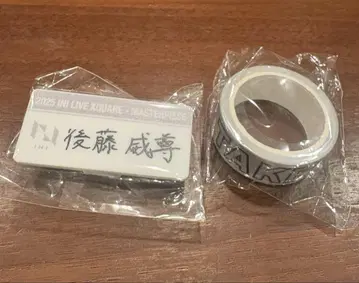 2025 INI LIVE XQUARE - MASTERPIECE
INI
後藤 威尊
TAKE